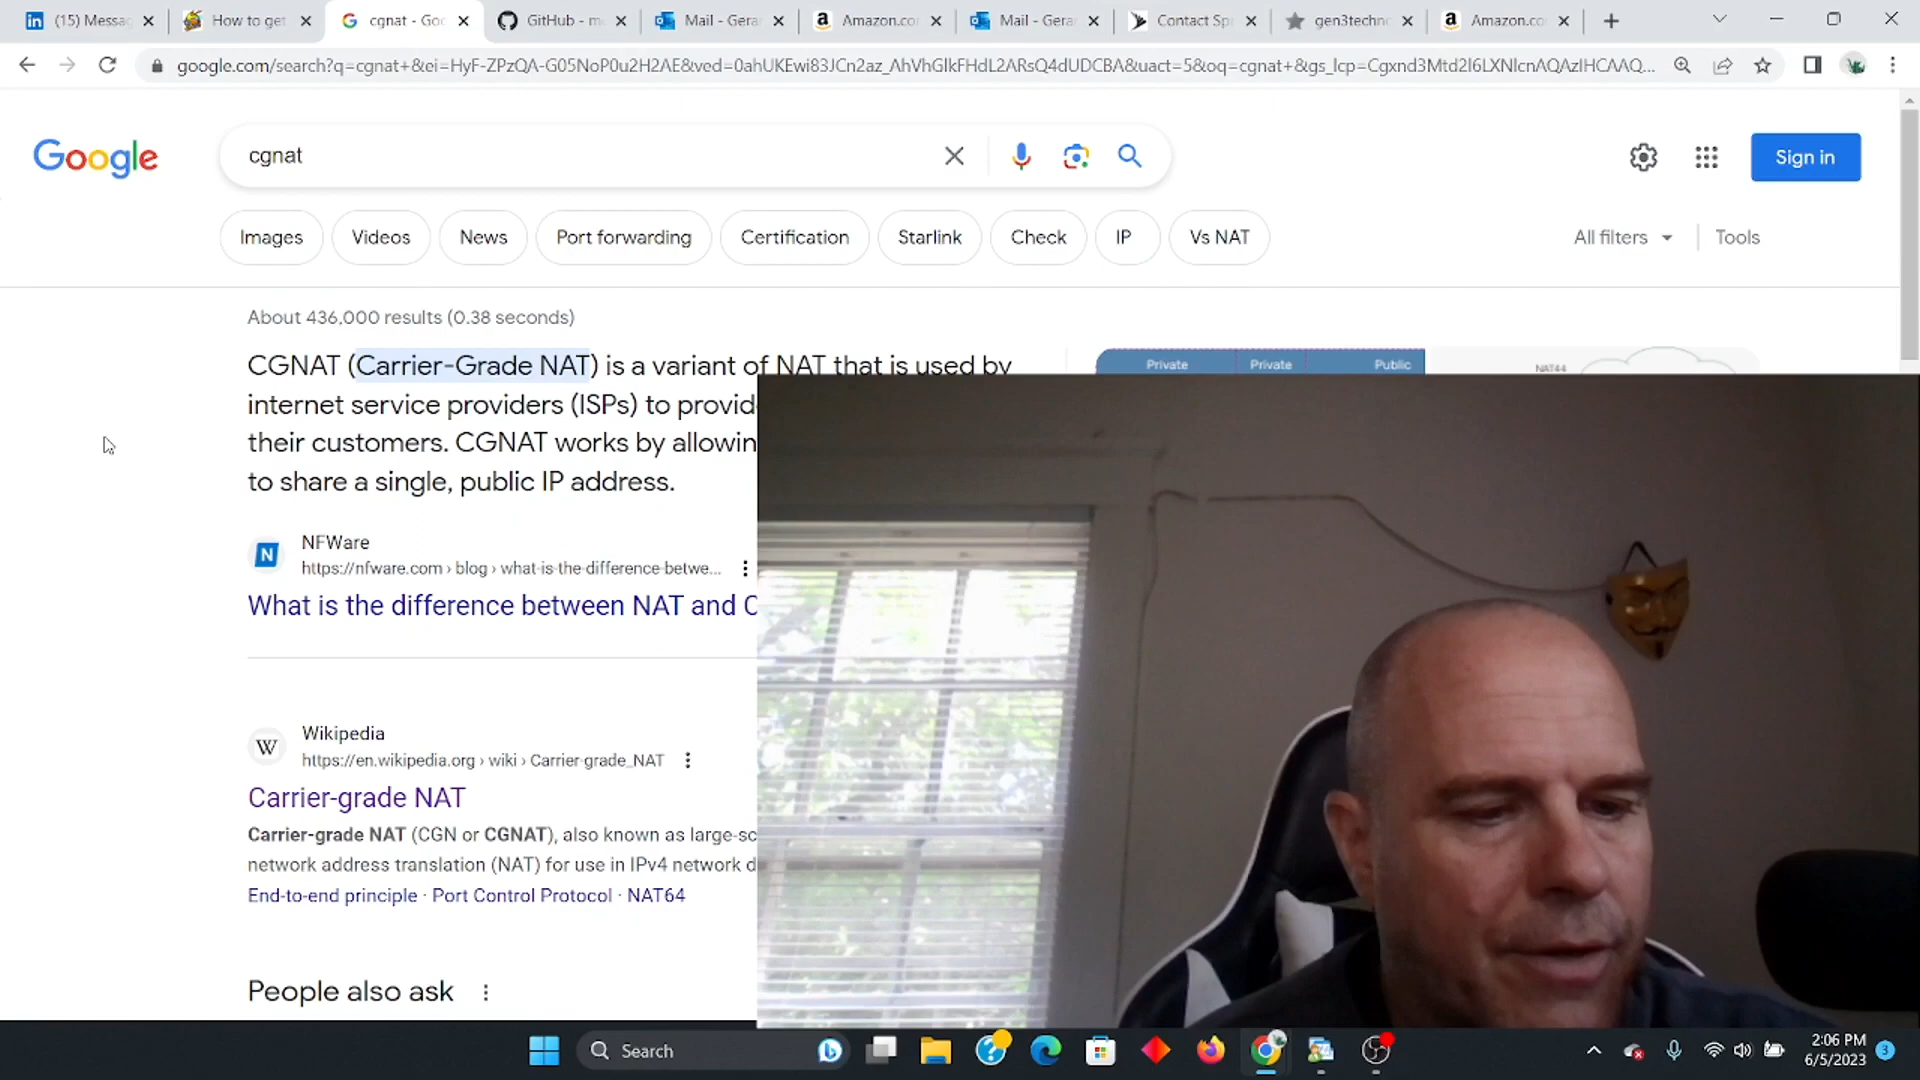 (15) Messag
How to get
cgnat - Goo
GitHub - m
Mail - Gera
Amazon.co
Mail - Gera
Contact Sp
gen3techno
Amazon.co
google.com/search?q=cgnat+&ei=HyF-ZPzQA-G05NoP0u2H2AE&ved=0ahUKEwi83JCn2az_AhVhGIkFHdL2ARsQ4dUDCBA&uact=5&oq=cgnat+&gs_lcp=Cgxnd3Mtd2l6LXNlcnAQAzIHCAAQ...
Google
cgnat
Sign in
Images
Videos
News
Port forwarding
Certification
Starlink
Check
IP
Vs NAT
All filters
Tools
About 436,000 results (0.38 seconds)
CGNAT (Carrier-Grade NAT) is a variant of NAT that is used by
internet service providers (ISPs) to provid
their customers. CGNAT works by allowin
to share a single, public IP address.
Private
Private
Public
NAT44
N
NFWare
https://nfware.com › blog › what-is-the-difference-betwe...
What is the difference between NAT and C
W
Wikipedia
https://en.wikipedia.org › wiki › Carrier-grade_NAT
Carrier-grade NAT
Carrier-grade NAT (CGN or CGNAT), also known as large-sc
network address translation (NAT) for use in IPv4 network d
End-to-end principle · Port Control Protocol · NAT64
People also ask
Search
2:06 PM
6/5/2023
3